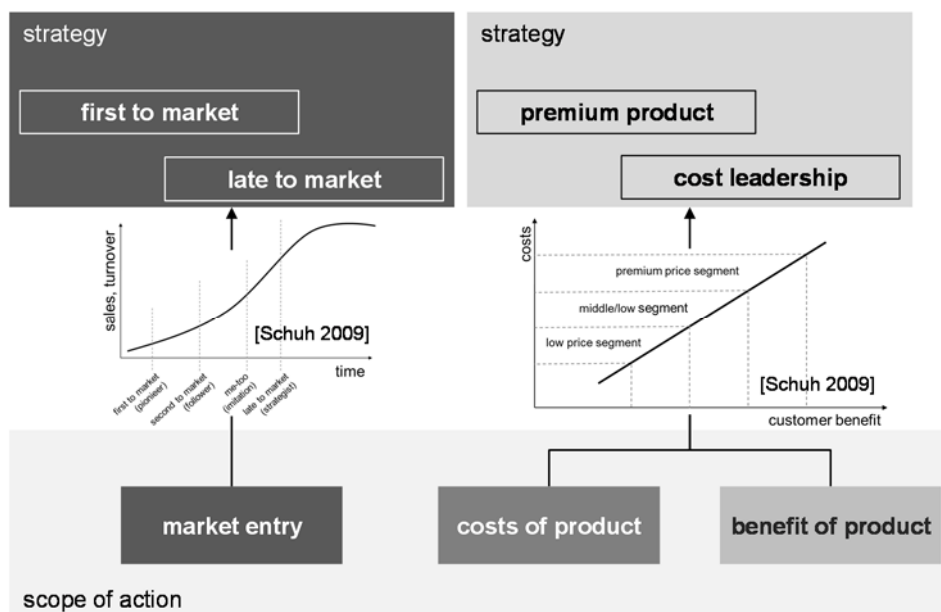 strategy
first to market
late to market
strategy
premium product
cost leadership
sales, turnover
[Schuh 2009]
time
first to market
(pionieer)
second to market
(follower)
me-too
(imitation)
late to market
(strategist)
costs
premium price segment
middle/low segment
low price segment
[Schuh 2009]
customer benefit
market entry
costs of product
benefit of product
scope of action